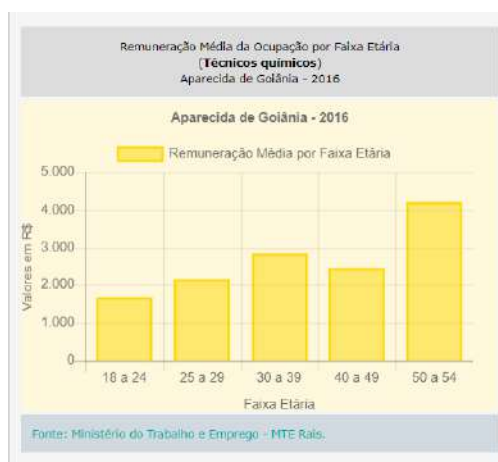 Remuneração Média da Ocupação por Faixa Etária
(Técnicos químicos)
Aparecida de Goiânia - 2016
Aparecida de Goiânia - 2016
Remuneração Média por Faixa Etária
Valores em R$
5.000
4.000
3.000
2.000
1.000
0
18 a 24 25 a 29 30 a 39 40 a 49 50 a 54
Faixa Etária
Fonte: Ministério do Trabalho e Emprego - MTE Rais.